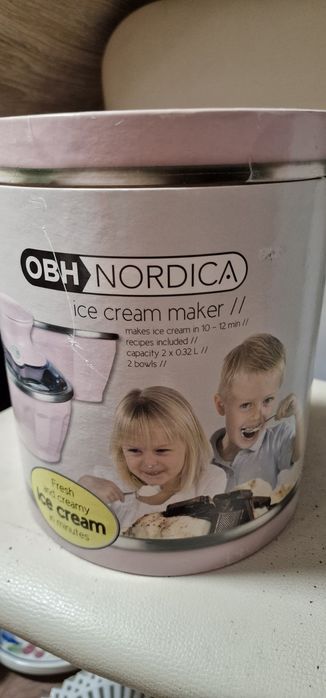 OBH NORDICA
ice cream maker //
makes ice cream in 10 - 12 min //
recipes included //
capacity 2 x 0.32 L //
2 bowls //
Fresh
and creamy
ice cream
in minutes